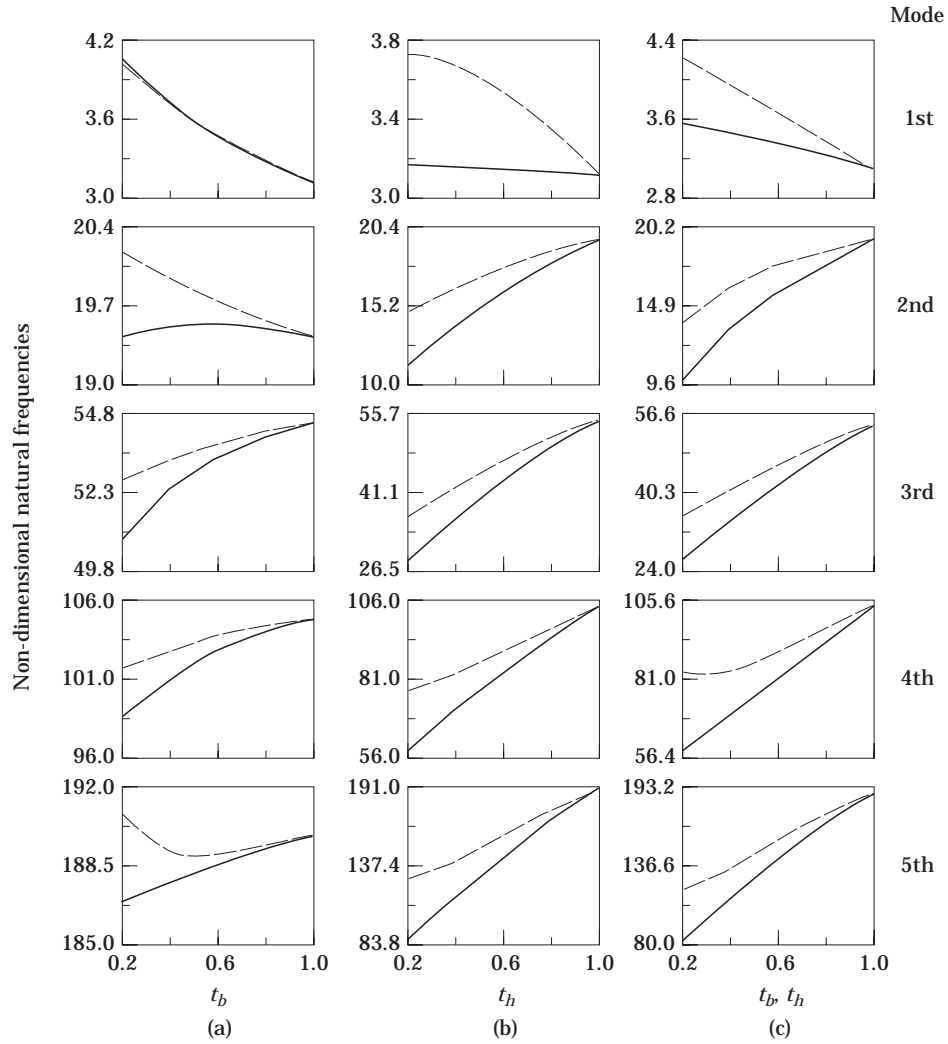 Mode
4.2 3.8 4.4
3.6 3.4 3.6 1st
3.0 3.0 2.8
20.4 20.4 20.2
19.7 15.2 14.9 2nd
19.0 10.0 9.6
54.8 55.7 56.6
52.3 41.1 40.3 3rd
49.8 26.5 24.0
106.0 106.0 105.6
101.0 81.0 81.0 4th
96.0 56.0 56.4
192.0 191.0 193.2
188.5 137.4 136.6 5th
185.0 83.8 80.0
0.2 0.6 1.0 0.2 0.6 1.0 0.2 0.6 1.0
t_b t_h t_b, t_h
(a) (b) (c)
Non-dimensional natural frequencies